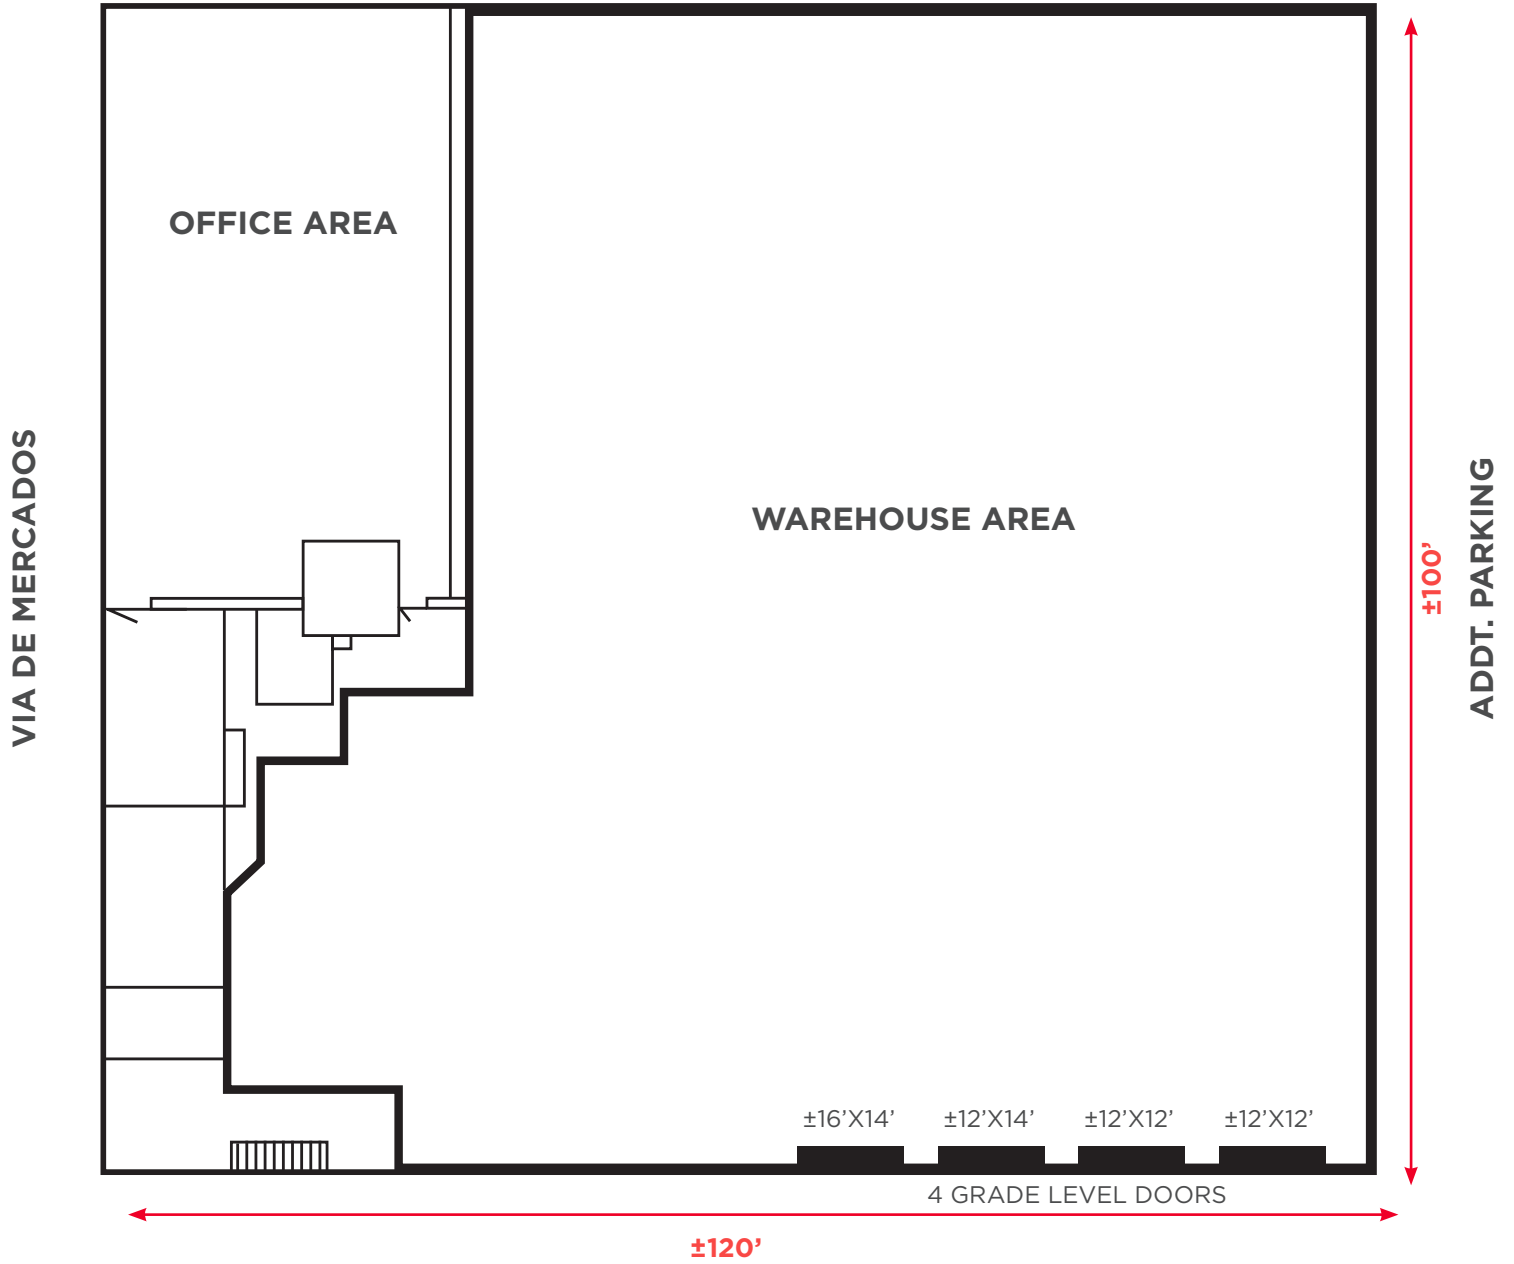 OFFICE AREA
VIA DE MERCADOS
WAREHOUSE AREA
±100’
ADDT. PARKING
±16’X14’
±12’X14’
±12’X12’
±12’X12’
4 GRADE LEVEL DOORS
±120’